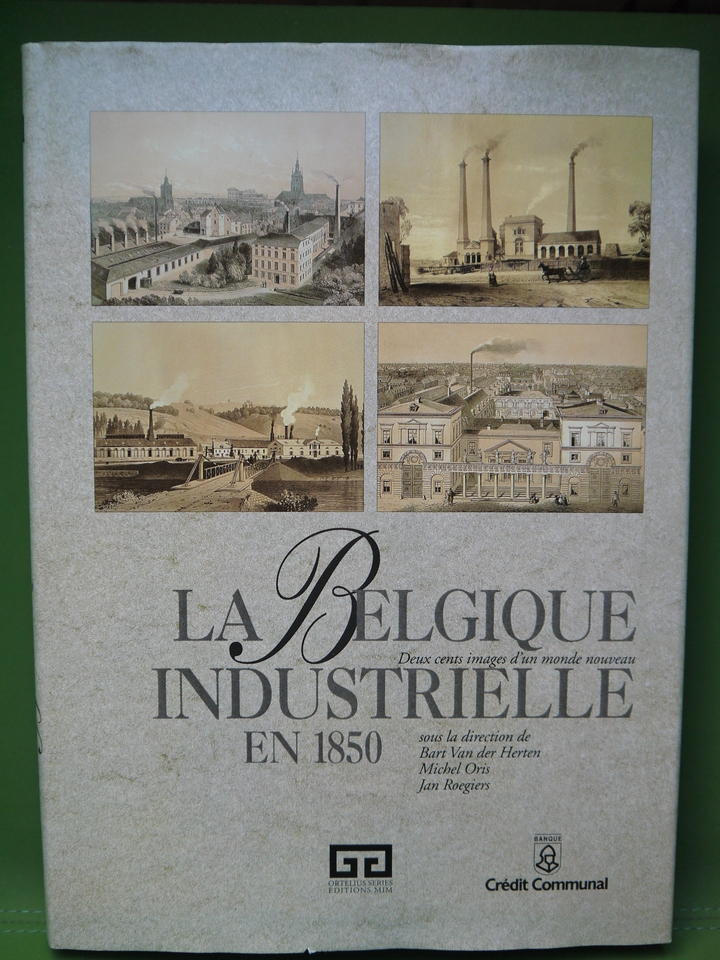 LA BELGIQUE
Deux cents images d'un monde nouveau
INDUSTRIELLE
EN 1850
sous la direction de
Bart Van der Herten
Michel Oris
Jan Roegiers
ORTELIUS SERIES
EDITIONS MIM
BANQUE
Crédit Communal